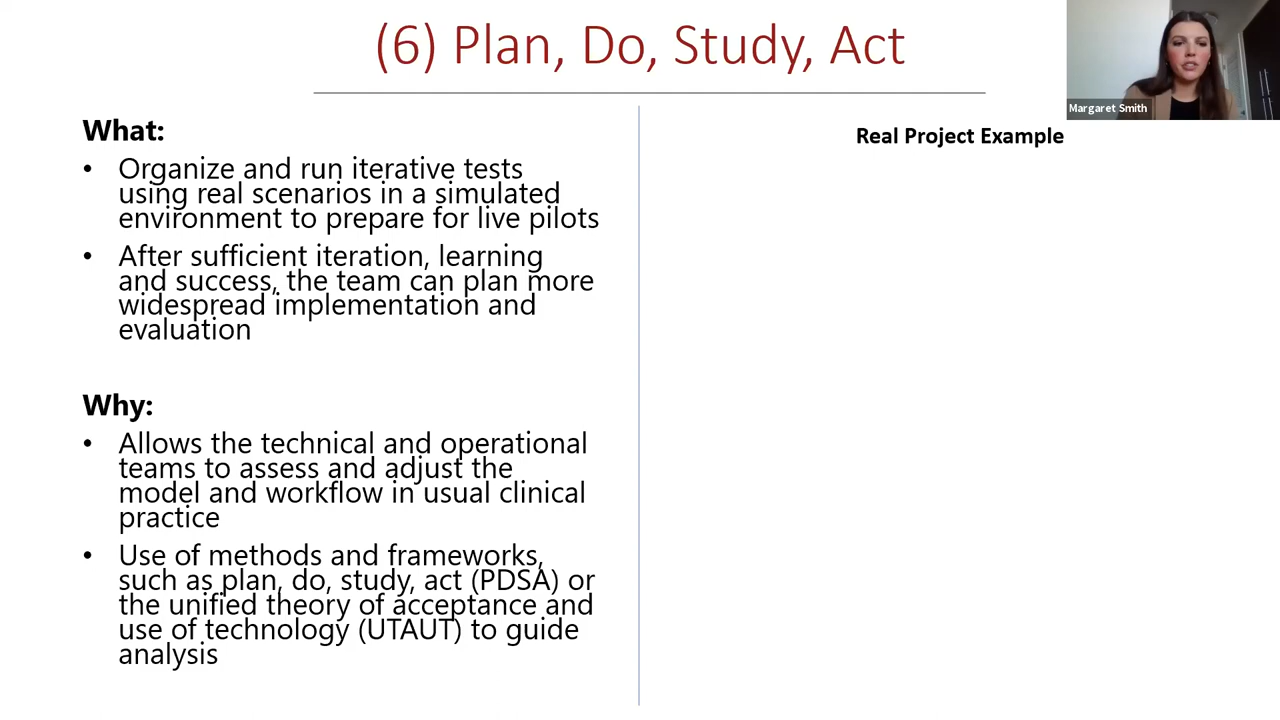 (6) Plan, Do, Study, Act
What:
• Organize and run iterative tests
using real scenarios in a simulated
environment to prepare for live pilots
• After sufficient iteration, learning
and success, the team can plan more
widespread implementation and
evaluation
Why:
• Allows the technical and operational
teams to assess and adjust the
model and workflow in usual clinical
practice
• Use of methods and frameworks,
such as plan, do, study, act (PDSA) or
the unified theory of acceptance and
use of technology (UTAUT) to guide
analysis
Real Project Example
Margaret Smith